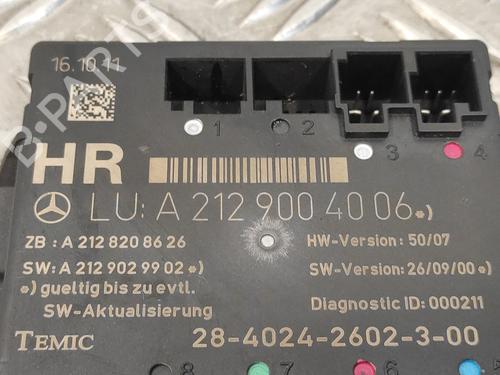 16.10.11
1 2 3 4
HR
LU: A 212 900 40 06*)
ZB : A 212 820 86 26
HW-Version : 50/07
SW: A 212 902 99 02*)
SW-Version: 26/09/00*)
*) gueltig bis zu evtl.
SW-Aktualisierung
Diagnostic ID: 000211
TEMIC
28-4024-2602-3-00
8 7 6 5
B-PARTS